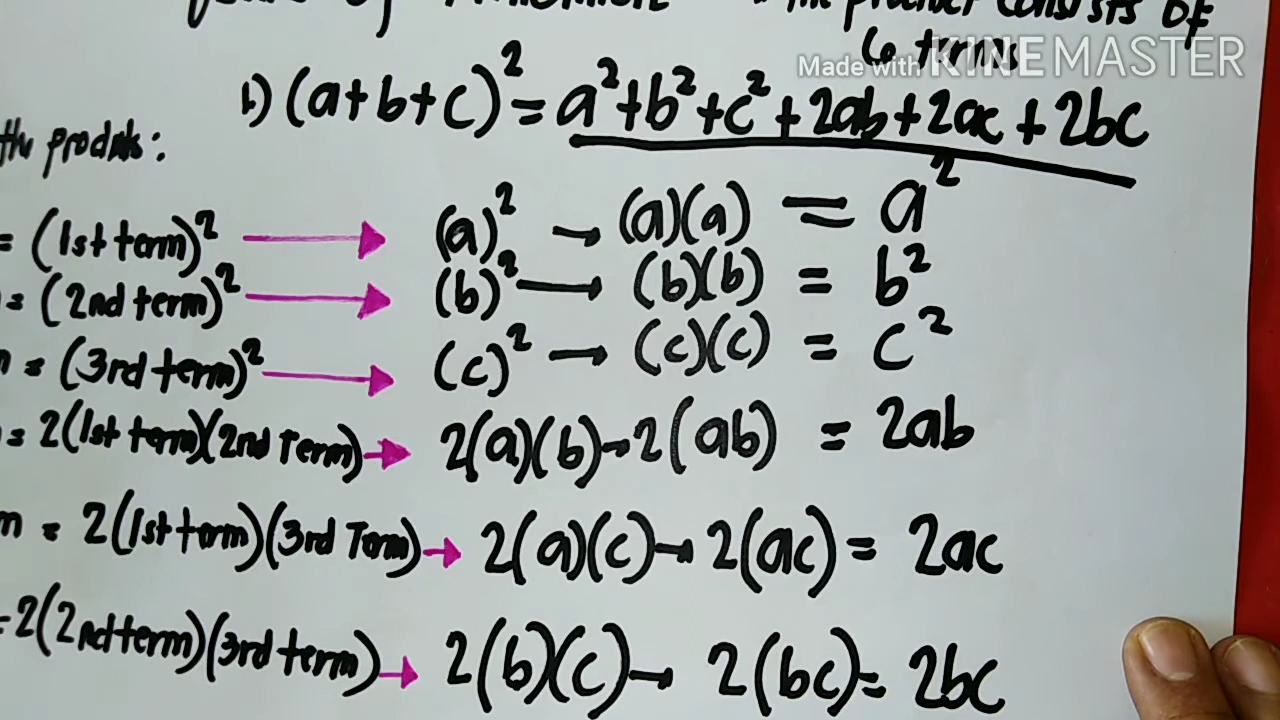 the product consists of
6 terms
Made with KINEMASTER
1.) (a+b+c)² = a²+b²+c²+2ab+2ac+2bc
= (1st term)² → (a)² → (a)(a) = a²
= (2nd term)² → (b)² → (b)(b) = b²
= (3rd term)² → (c)² → (c)(c) = c²
= 2(1st term)(2nd Term) → 2(a)(b) → 2(ab) = 2ab
= 2(1st term)(3rd Term) → 2(a)(c) → 2(ac) = 2ac
= 2(2nd term)(3rd term) → 2(b)(c) → 2(bc) = 2bc